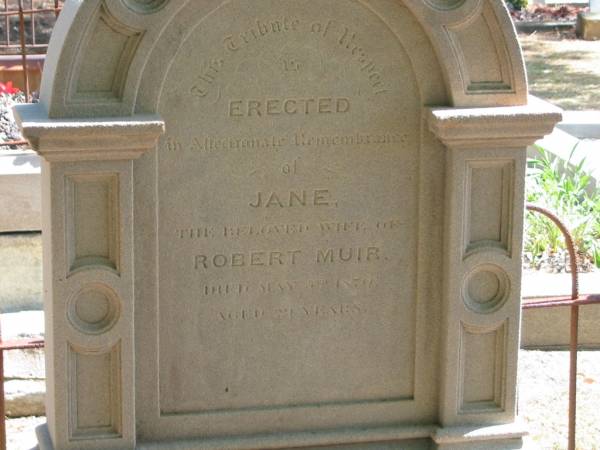 This Tribute of Respect
is
ERECTED
in Affectionate Remembrance
of
JANE,
THE BELOVED WIFE OF
ROBERT MUIR.
DIED MAY
AGED YEARS.